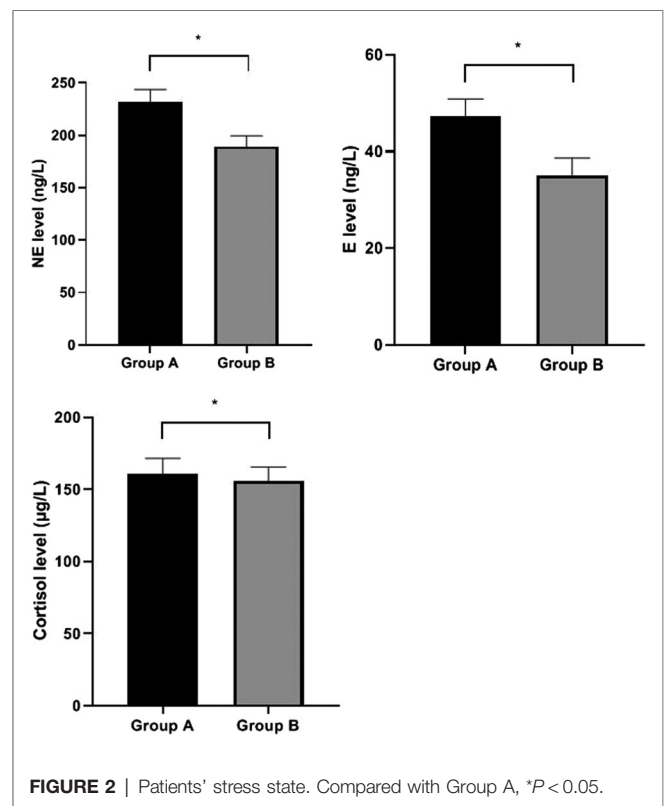 *
250
200
150
100
50
0
NE level (ng/L)
Group A Group B
*
60
40
20
0
E level (ng/L)
Group A Group B
*
200
150
100
50
0
Cortisol level (µg/L)
Group A Group B
FIGURE 2 | Patients' stress state. Compared with Group A, *P < 0.05.